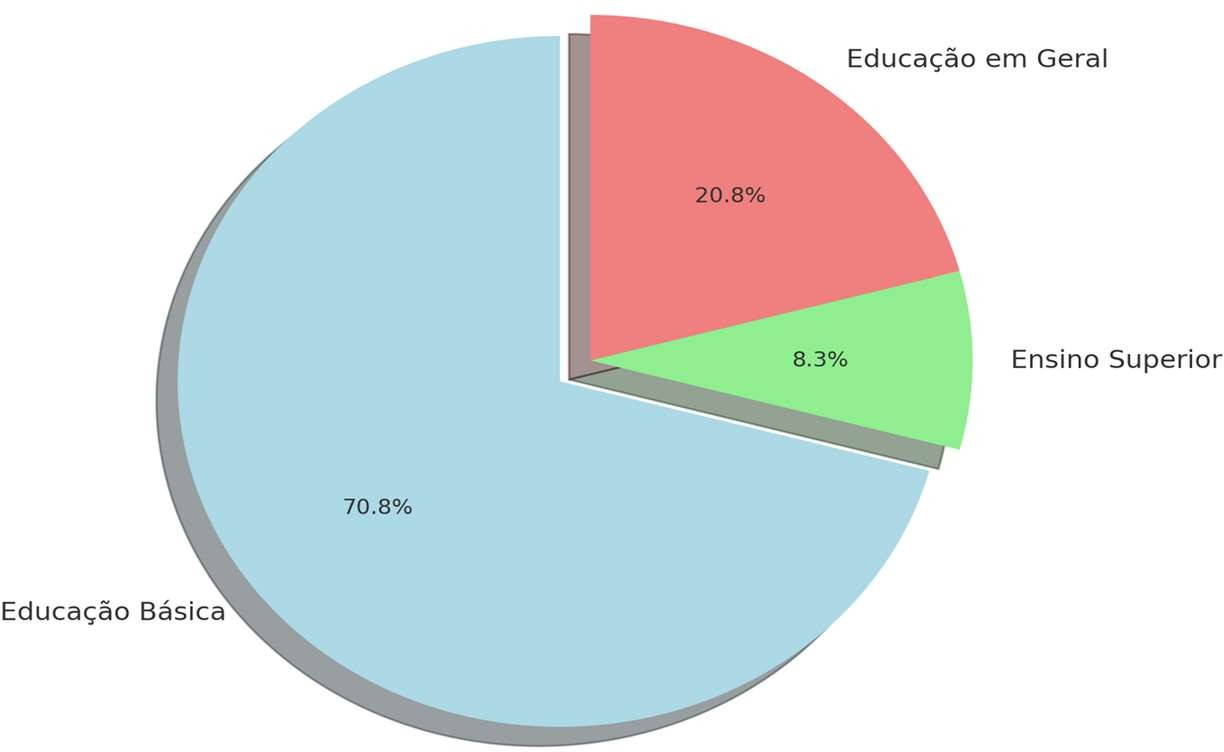 Educação em Geral
20.8%
8.3%
Ensino Superior
70.8%
Educação Básica